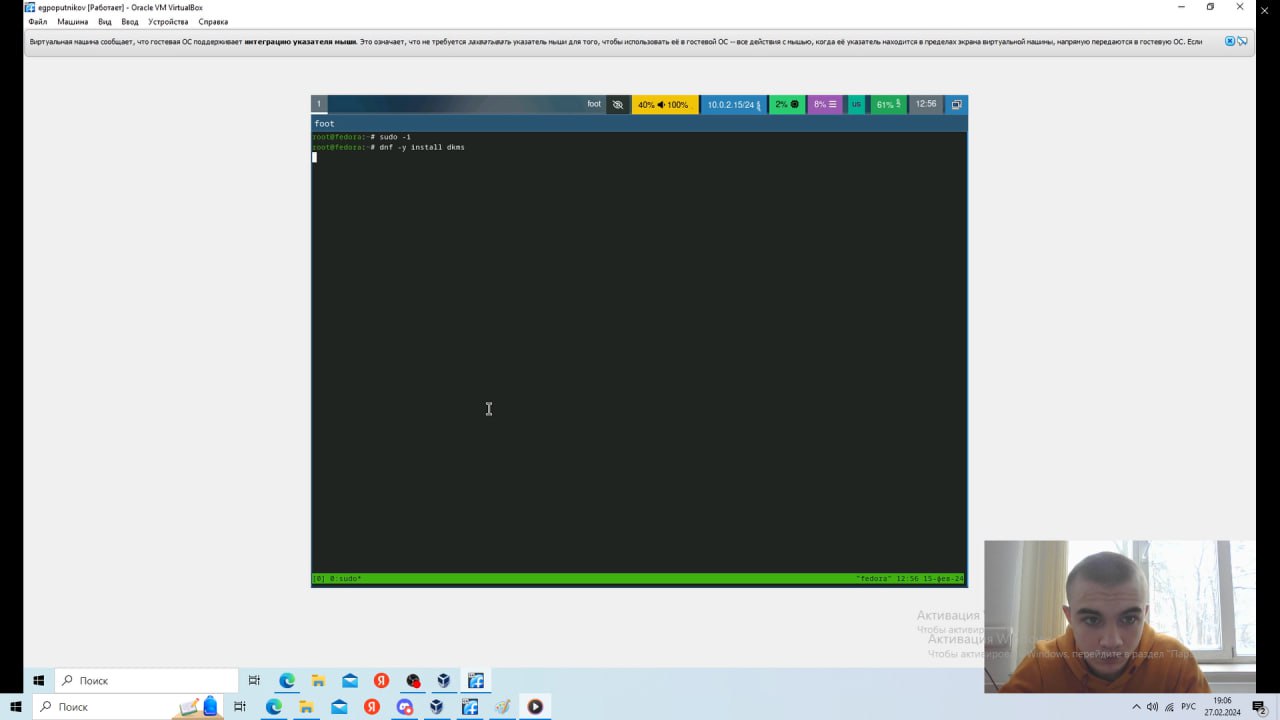 egpoputnikov [Работает] - Oracle VM VirtualBox
Файл Машина Вид Ввод Устройства Справка
Виртуальная машина сообщает, что гостевая ОС поддерживает интеграцию указателя мыши. Это означает, что не требуется захватывать указатель мыши для того, чтобы использовать её в гостевой ОС -- все действия с мышью, когда её указатель находится в пределах экрана виртуальной машины, напрямую передаются в гостевую ОС. Если
1 foot 40% 100% 10.0.2.15/24 2% 8% us 61% 12:56
foot
root@fedora:~# sudo -i
root@fedora:~# dnf -y install dkms
[0] 0:sudo* "fedora" 12:56 15-фев-24
Активация
Чтобы активир
Активация W
Чтобы активиров Windows, перейдите в раздел "Пара
Поиск
Поиск
РУС
19:06
27.02.2024
2